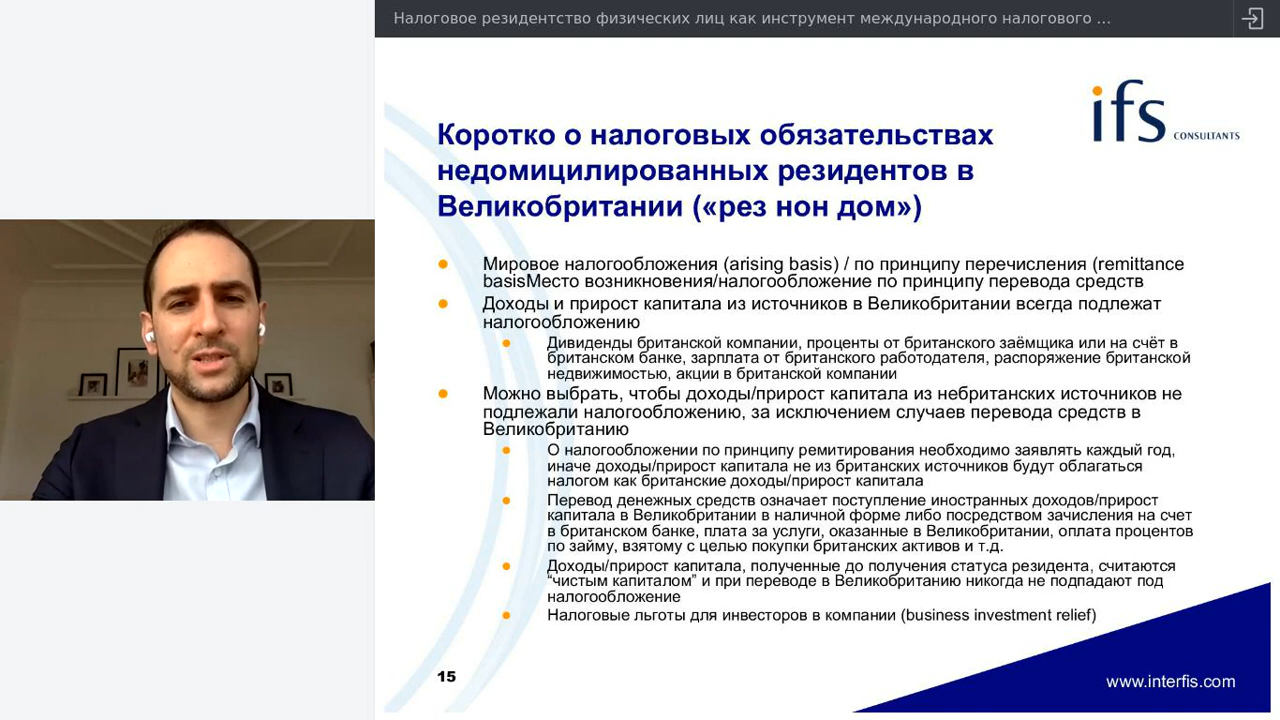 Налоговое резидентство физических лиц как инструмент международного налогового ...
ifs CONSULTANTS
Коротко о налоговых обязательствах
недомицилированных резидентов в
Великобритании («рез нон дом»)
Мировое налогообложения (arising basis) / по принципу перечисления (remittance
basisМесто возникновения/налогообложение по принципу перевода средств
Доходы и прирост капитала из источников в Великобритании всегда подлежат
налогообложению
Дивиденды британской компании, проценты от британского заёмщика или на счёт в
британском банке, зарплата от британского работодателя, распоряжение британской
недвижимостью, акции в британской компании
Можно выбрать, чтобы доходы/прирост капитала из небританских источников не
подлежали налогообложению, за исключением случаев перевода средств в
Великобританию
О налогообложении по принципу ремитирования необходимо заявлять каждый год,
иначе доходы/прирост капитала не из британских источников будут облагаться
налогом как британские доходы/прирост капитала
Перевод денежных средств означает поступление иностранных доходов/прирост
капитала в Великобритании в наличной форме либо посредством зачисления на счет
в британском банке, плата за услуги, оказанные в Великобритании, оплата процентов
по займу, взятому с целью покупки британских активов и т.д.
Доходы/прирост капитала, полученные до получения статуса резидента, считаются
“чистым капиталом” и при переводе в Великобританию никогда не подпадают под
налогообложение
Налоговые льготы для инвесторов в компании (business investment relief)
15
www.interfis.com